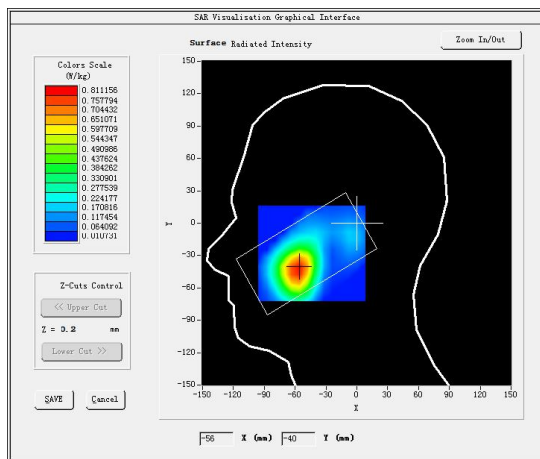 SAR Visualisation Graphical Interface
Surface Radiated Intensity
Zoom In/Out
Colors Scale
(W/kg)
0.811156
0.757794
0.704432
0.651071
0.597709
0.544347
0.490986
0.437624
0.384262
0.330901
0.277539
0.224177
0.170816
0.117454
0.064092
0.010731
150
120
90
60
30
0
-30
-60
-90
-120
-150
Y
-150 -120 -90 -60 -30 0 30 60 90 120 150
X
Z-Cuts Control
<< Upper Cut
Z = 0.2 mm
Lower Cut >>
SAVE Cancel
-56 X (mm) -40 Y (mm)